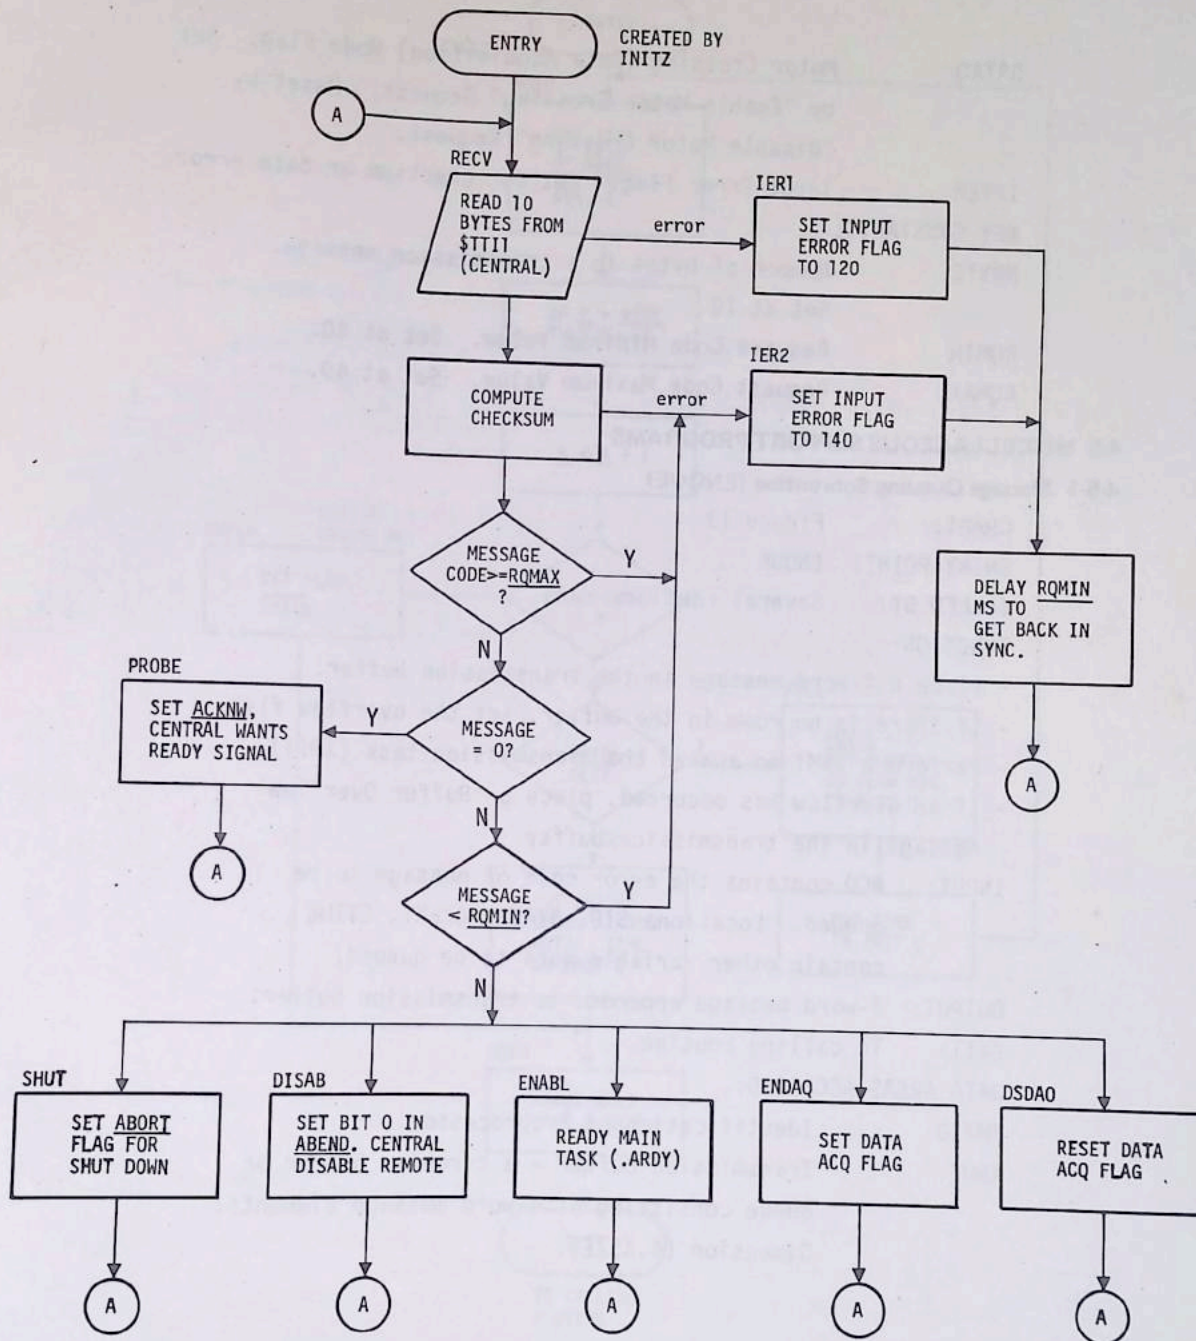 ENTRY
CREATED BY
INITZ
A
RECV
READ 10
BYTES FROM
$TTI1
(CENTRAL)
error
IER1
SET INPUT
ERROR FLAG
TO 120
COMPUTE
CHECKSUM
error
IER2
SET INPUT
ERROR FLAG
TO 140
MESSAGE
CODE>=RQMAX
?
Y
N
DELAY RQMIN
MS TO
GET BACK IN
SYNC.
A
PROBE
SET ACKNW,
CENTRAL WANTS
READY SIGNAL
Y
MESSAGE
= 0?
A
N
MESSAGE
< RQMIN?
Y
N
SHUT
SET ABORT
FLAG FOR
SHUT DOWN
DISAB
SET BIT 0 IN
ABEND. CENTRAL
DISABLE REMOTE
ENABL
READY MAIN
TASK (.ARDY)
ENDAQ
SET DATA
ACQ FLAG
DSDAO
RESET DATA
ACQ FLAG
A
A
A
A
A